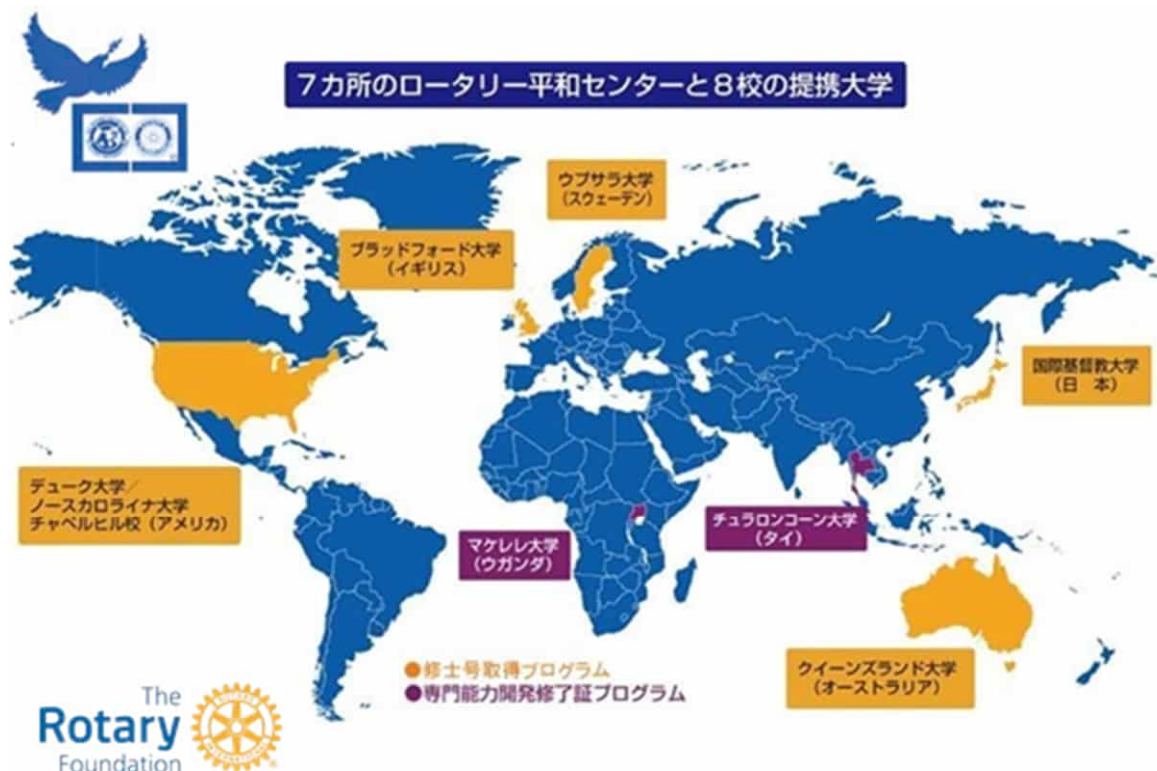 7カ所のロータリー平和センターと8校の提携大学
ウプサラ大学
(スウェーデン)
ブラッドフォード大学
(イギリス)
国際基督教大学
(日 本)
デューク大学/
ノースカロライナ大学
チャペルヒル校(アメリカ)
マケレレ大学
(ウガンダ)
チュラロンコーン大学
(タイ)
クイーンズランド大学
(オーストラリア)
●修士号取得プログラム
●専門能力開発修了証プログラム
The
Rotary
Foundation
ROTARY
INTERNATIONAL